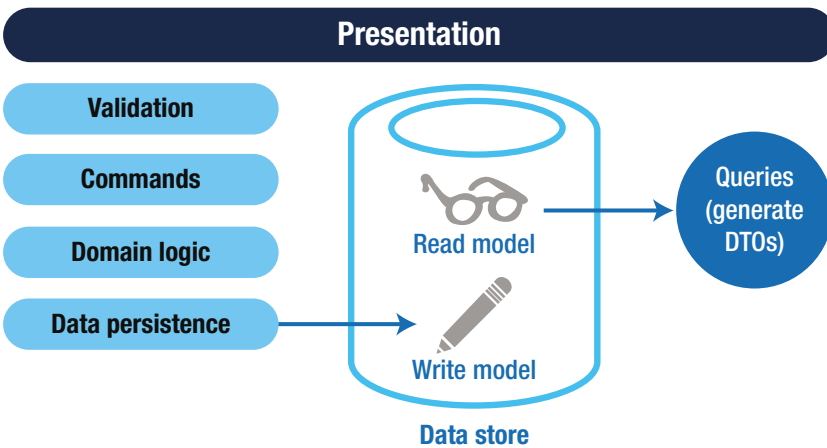 Presentation
Validation
Commands
Domain logic
Data persistence
Read model
Write model
Data store
Queries
(generate
DTOs)